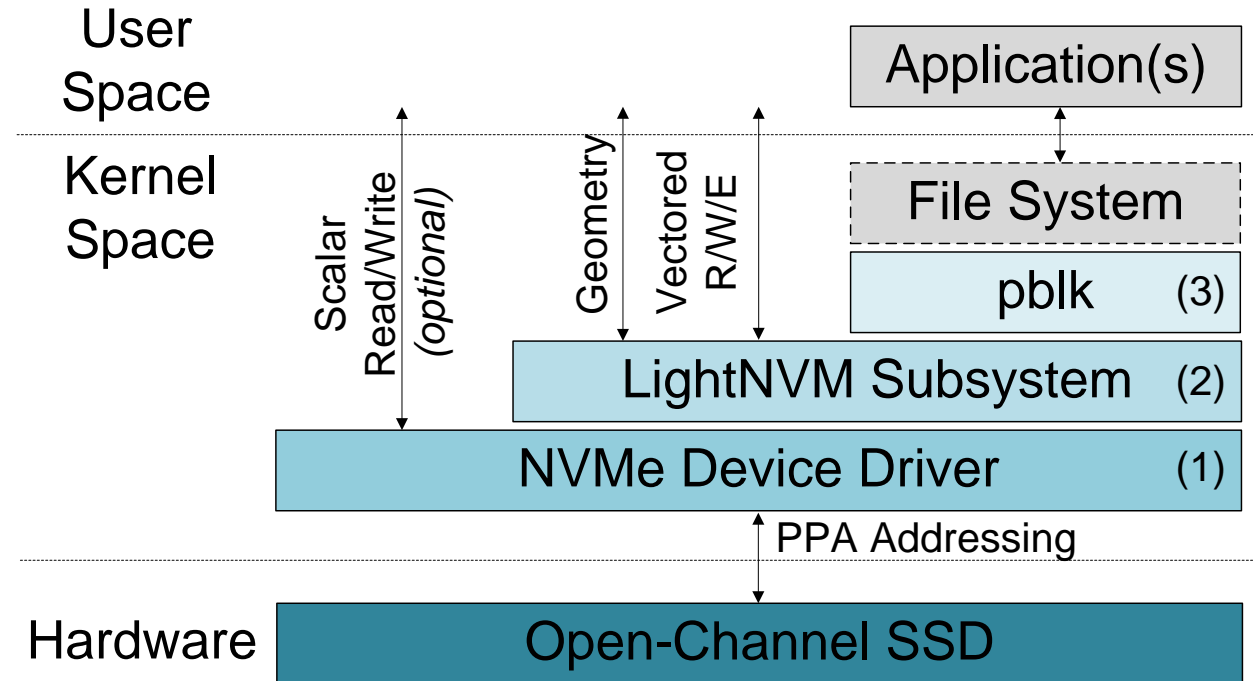 User
Space
Application(s)
Kernel
Space
Scalar
Read/Write
(optional)
Geometry
Vectored
R/W/E
File System
pblk (3)
LightNVM Subsystem (2)
NVMe Device Driver (1)
PPA Addressing
Hardware
Open-Channel SSD